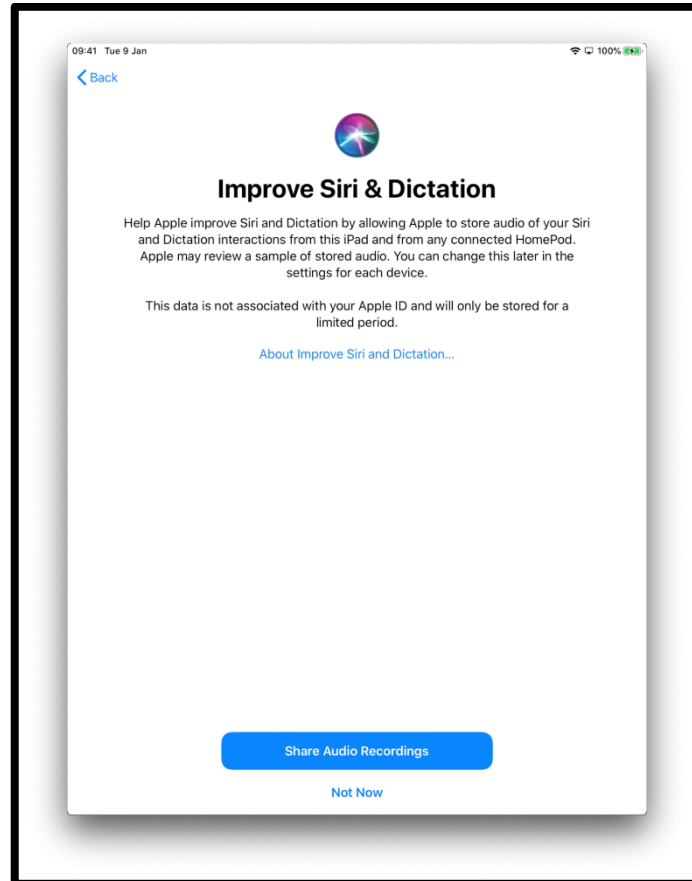 09:41 Tue 9 Jan
100%
Back
Improve Siri & Dictation
Help Apple improve Siri and Dictation by allowing Apple to store audio of your Siri
and Dictation interactions from this iPad and from any connected HomePod.
Apple may review a sample of stored audio. You can change this later in the
settings for each device.
This data is not associated with your Apple ID and will only be stored for a
limited period.
About Improve Siri and Dictation...
Share Audio Recordings
Not Now